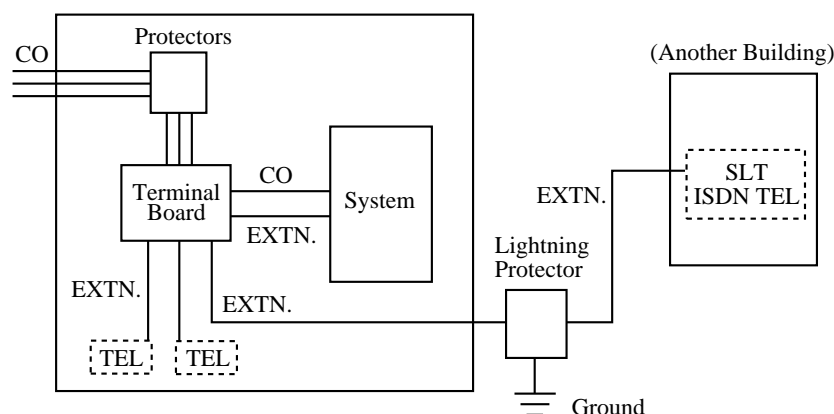 Protectors
CO
(Another Building)
CO
Terminal
Board
System
SLT
ISDN TEL
EXTN.
EXTN.
Lightning
Protector
EXTN.
EXTN.
TEL
TEL
Ground